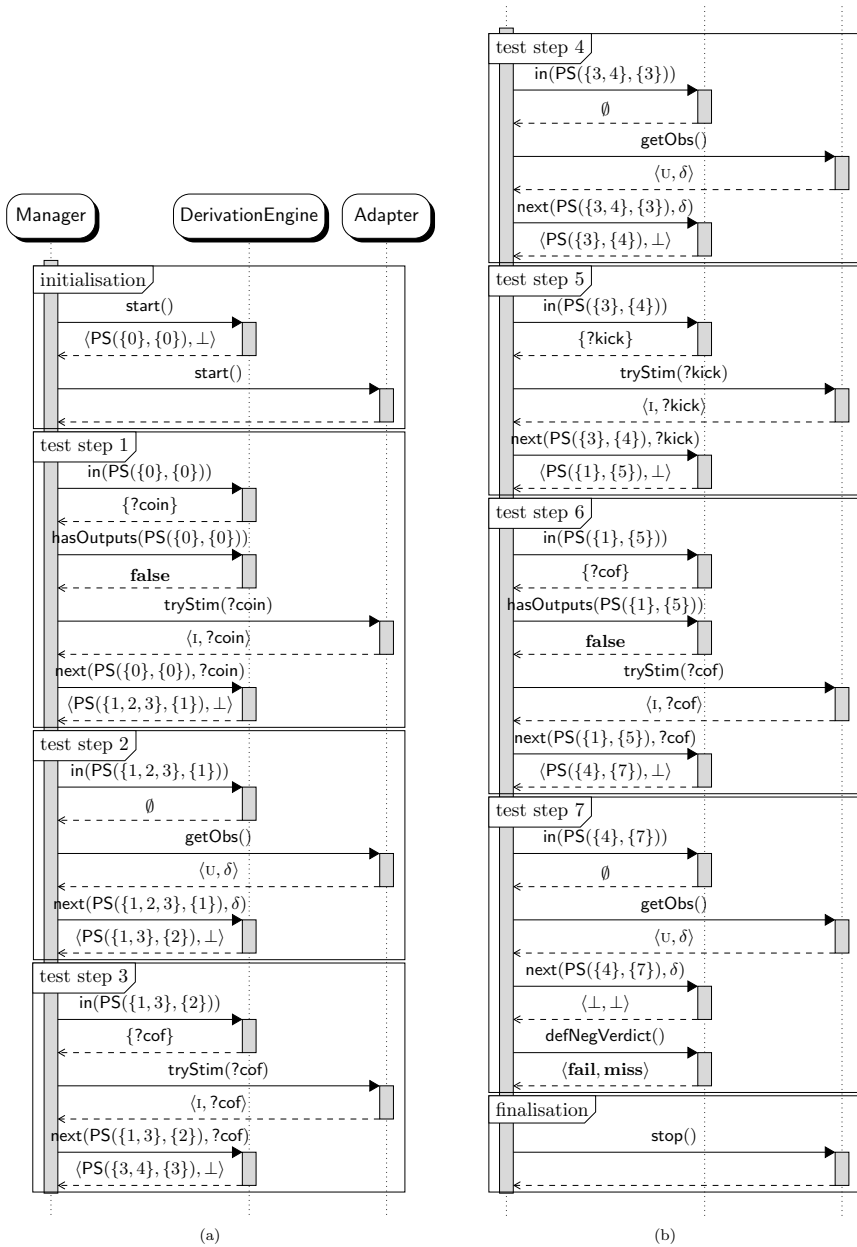 Manager
DerivationEngine
Adapter
initialisation
start()
⟨PS({0}, {0}), ⊥⟩
start()
test step 1
in(PS({0}, {0}))
{?coin}
hasOutputs(PS({0}, {0}))
false
tryStim(?coin)
⟨I, ?coin⟩
next(PS({0}, {0}), ?coin)
⟨PS({1, 2, 3}, {1}), ⊥⟩
test step 2
in(PS({1, 2, 3}, {1}))
∅
getObs()
⟨U, δ⟩
next(PS({1, 2, 3}, {1}), δ)
⟨PS({1, 3}, {2}), ⊥⟩
test step 3
in(PS({1, 3}, {2}))
{?cof}
tryStim(?cof)
⟨I, ?cof⟩
next(PS({1, 3}, {2}), ?cof)
⟨PS({3, 4}, {3}), ⊥⟩
(a)
test step 4
in(PS({3, 4}, {3}))
∅
getObs()
⟨U, δ⟩
next(PS({3, 4}, {3}), δ)
⟨PS({3}, {4}), ⊥⟩
test step 5
in(PS({3}, {4}))
{?kick}
tryStim(?kick)
⟨I, ?kick⟩
next(PS({3}, {4}), ?kick)
⟨PS({1}, {5}), ⊥⟩
test step 6
in(PS({1}, {5}))
{?cof}
hasOutputs(PS({1}, {5}))
false
tryStim(?cof)
⟨I, ?cof⟩
next(PS({1}, {5}), ?cof)
⟨PS({4}, {7}), ⊥⟩
test step 7
in(PS({4}, {7}))
∅
getObs()
⟨U, δ⟩
next(PS({4}, {7}), δ)
⟨⊥, ⊥⟩
defNegVerdict()
⟨fail, miss⟩
finalisation
stop()
(b)